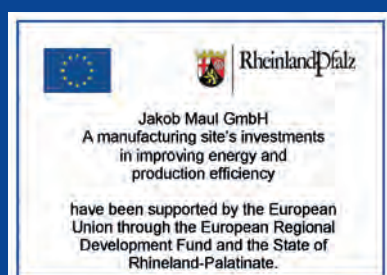 RheinlandPfalz
Jakob Maul GmbH
A manufacturing site's investments
in improving energy and
production efficiency
have been supported by the European
Union through the European Regional
Development Fund and the State of
Rhineland-Palatinate.